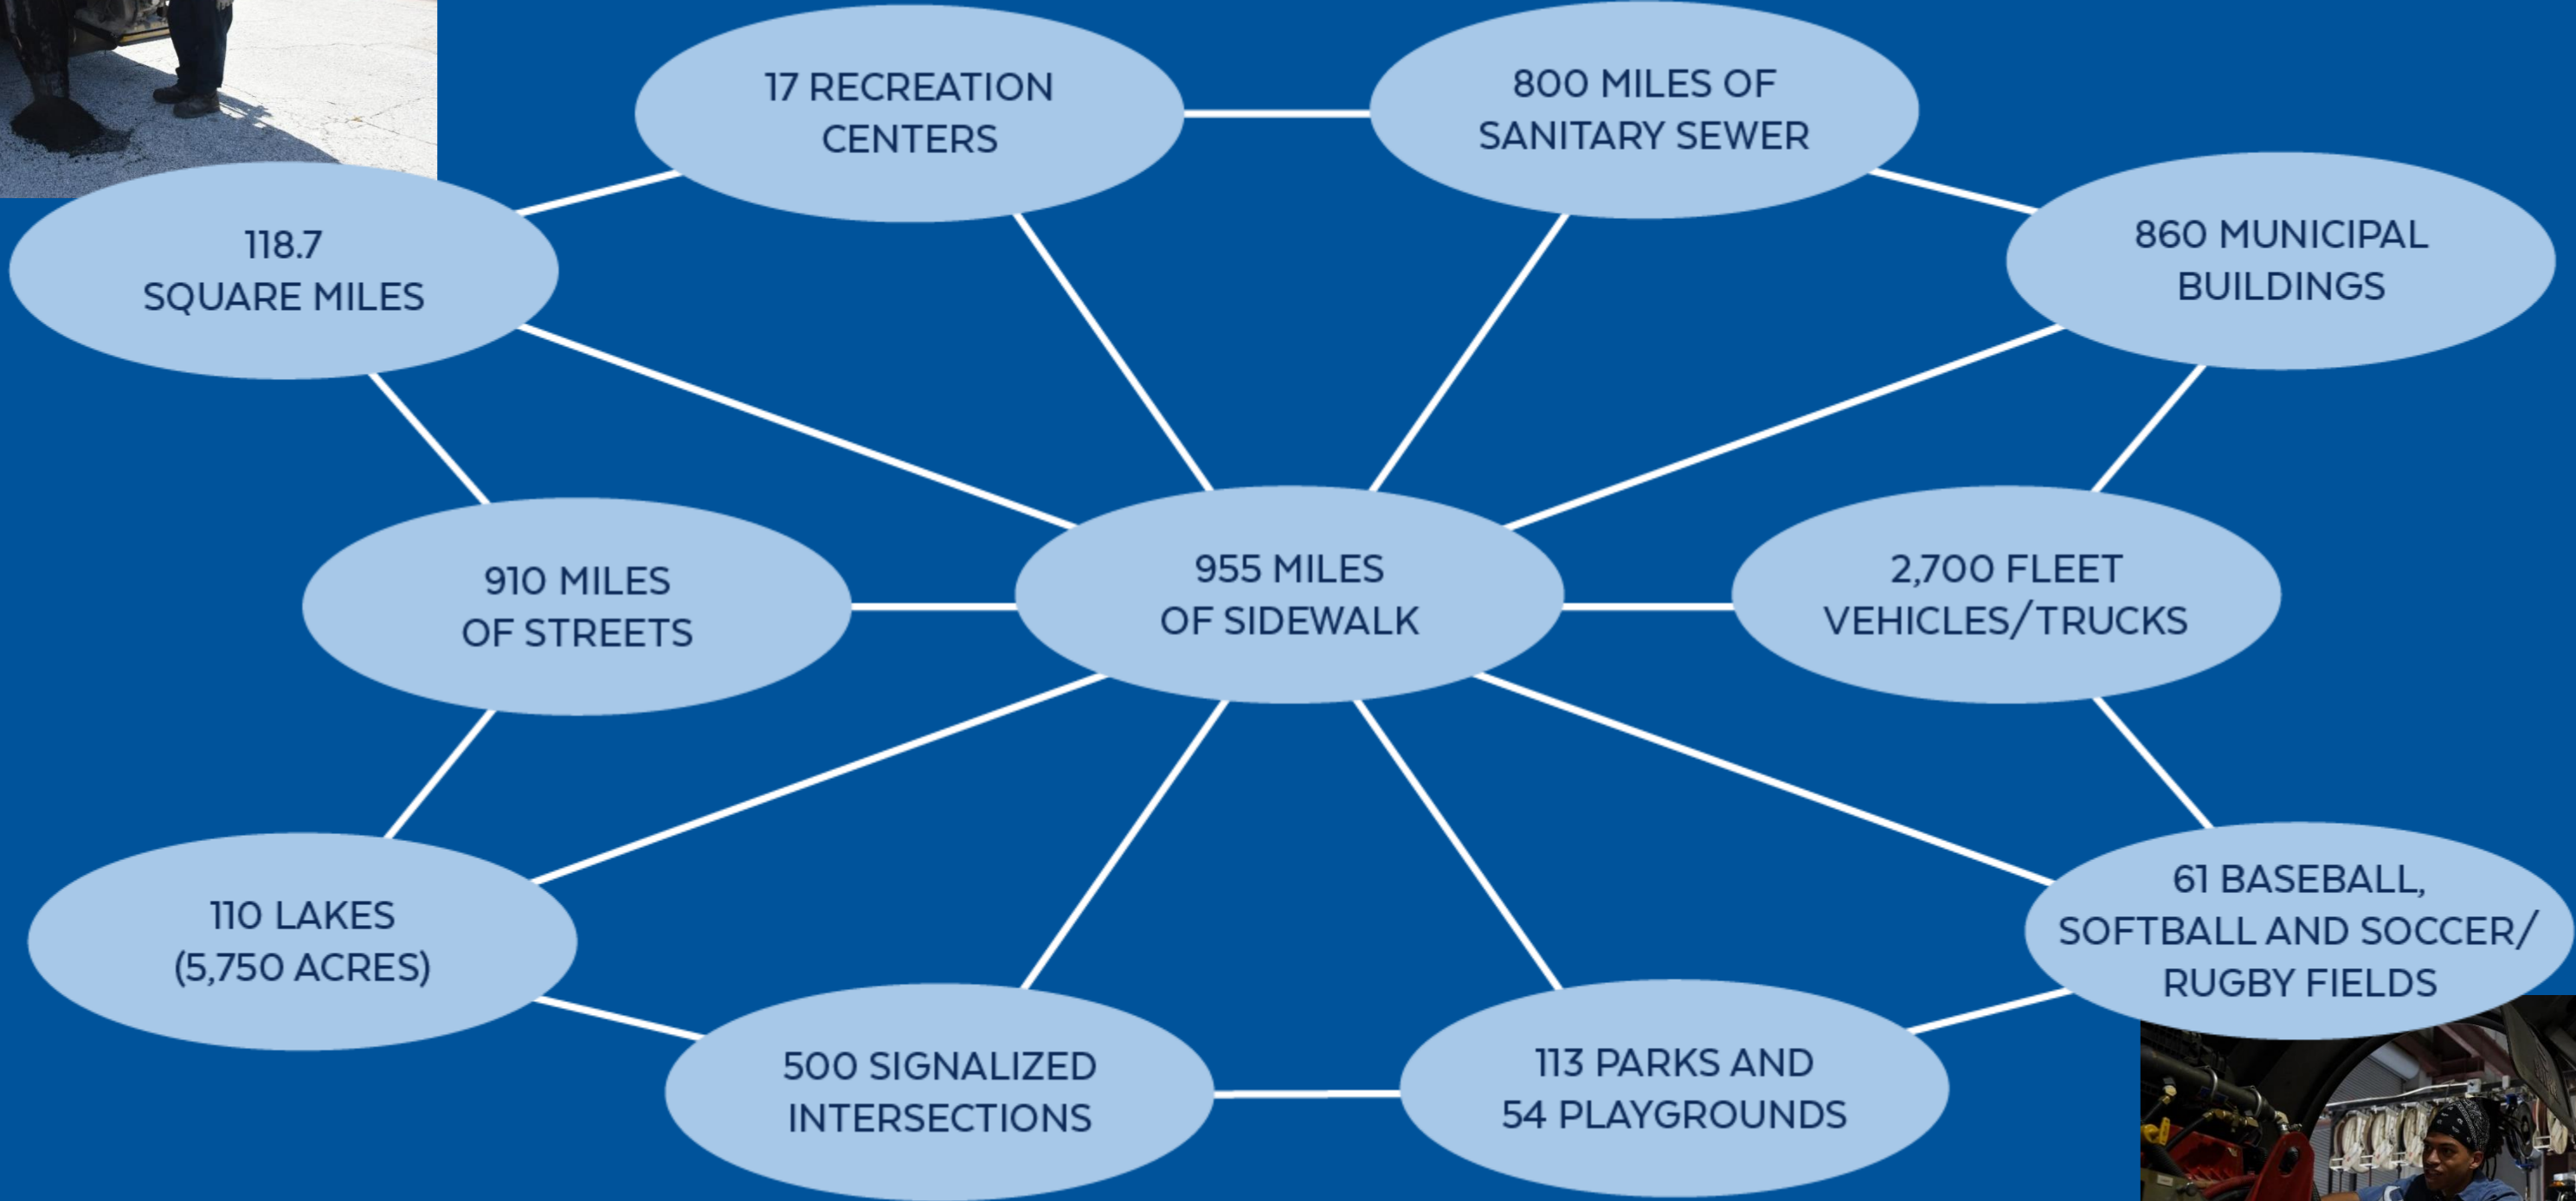 17 RECREATION
CENTERS
800 MILES OF
SANITARY SEWER
118.7
SQUARE MILES
860 MUNICIPAL
BUILDINGS
910 MILES
OF STREETS
955 MILES
OF SIDEWALK
2,700 FLEET
VEHICLES/TRUCKS
110 LAKES
(5,750 ACRES)
61 BASEBALL,
SOFTBALL AND SOCCER/
RUGBY FIELDS
500 SIGNALIZED
INTERSECTIONS
113 PARKS AND
54 PLAYGROUNDS